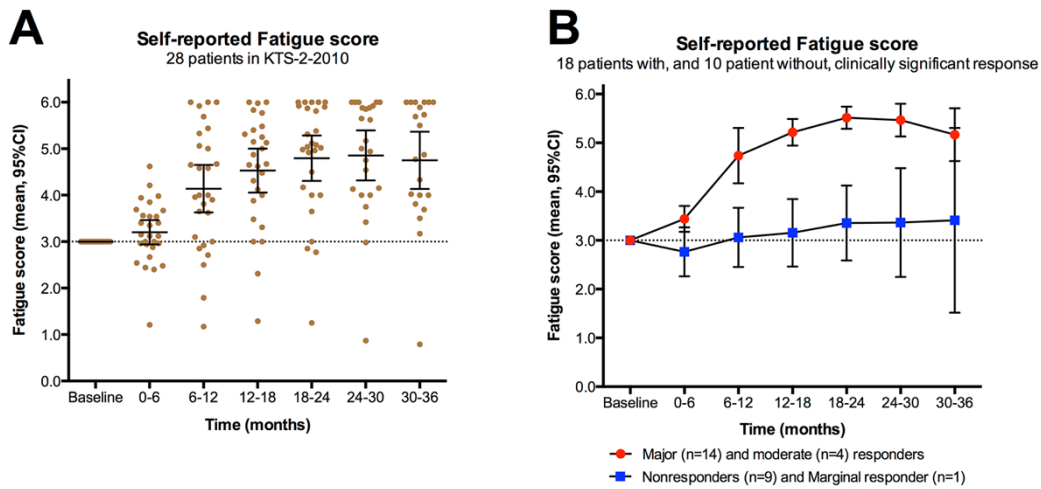 A
Self-reported Fatigue score
28 patients in KTS-2-2010
Fatigue score (mean, 95%CI)
6.0
5.0
4.0
3.0
2.0
1.0
0.0
Baseline 0-6 6-12 12-18 18-24 24-30 30-36
Time (months)
B
Self-reported Fatigue score
18 patients with, and 10 patient without, clinically significant response
Fatigue score (mean, 95%CI)
6.0
5.0
4.0
3.0
2.0
1.0
0.0
Baseline 0-6 6-12 12-18 18-24 24-30 30-36
Time (months)
Major (n=14) and moderate (n=4) responders
Nonresponders (n=9) and Marginal responder (n=1)